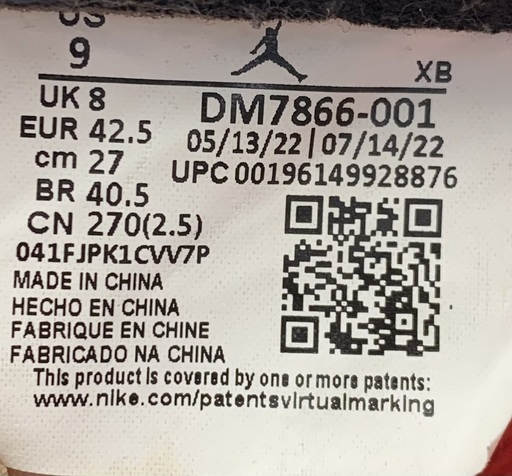 US
9
XB
UK 8
DM7866-001
EUR 42.5
05/13/22 | 07/14/22
cm 27
UPC 00196149928876
BR 40.5
CN 270(2.5)
041FJPK1CVV7P
MADE IN CHINA
HECHO EN CHINA
FABRIQUE EN CHINE
FABRICADO NA CHINA
This product is covered by one or more patents:
www.nike.com/patentsvirtualmarking